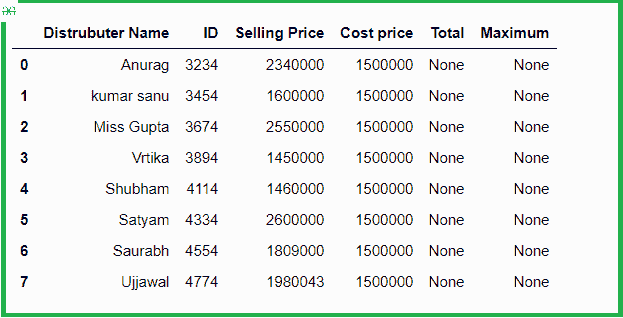 Distrubuter Name ID Selling Price Cost price Total Maximum
0 Anurag 3234 2340000 1500000 None None
1 kumar sanu 3454 1600000 1500000 None None
2 Miss Gupta 3674 2550000 1500000 None None
3 Vrtika 3894 1450000 1500000 None None
4 Shubham 4114 1460000 1500000 None None
5 Satyam 4334 2600000 1500000 None None
6 Saurabh 4554 1809000 1500000 None None
7 Ujjawal 4774 1980043 1500000 None None